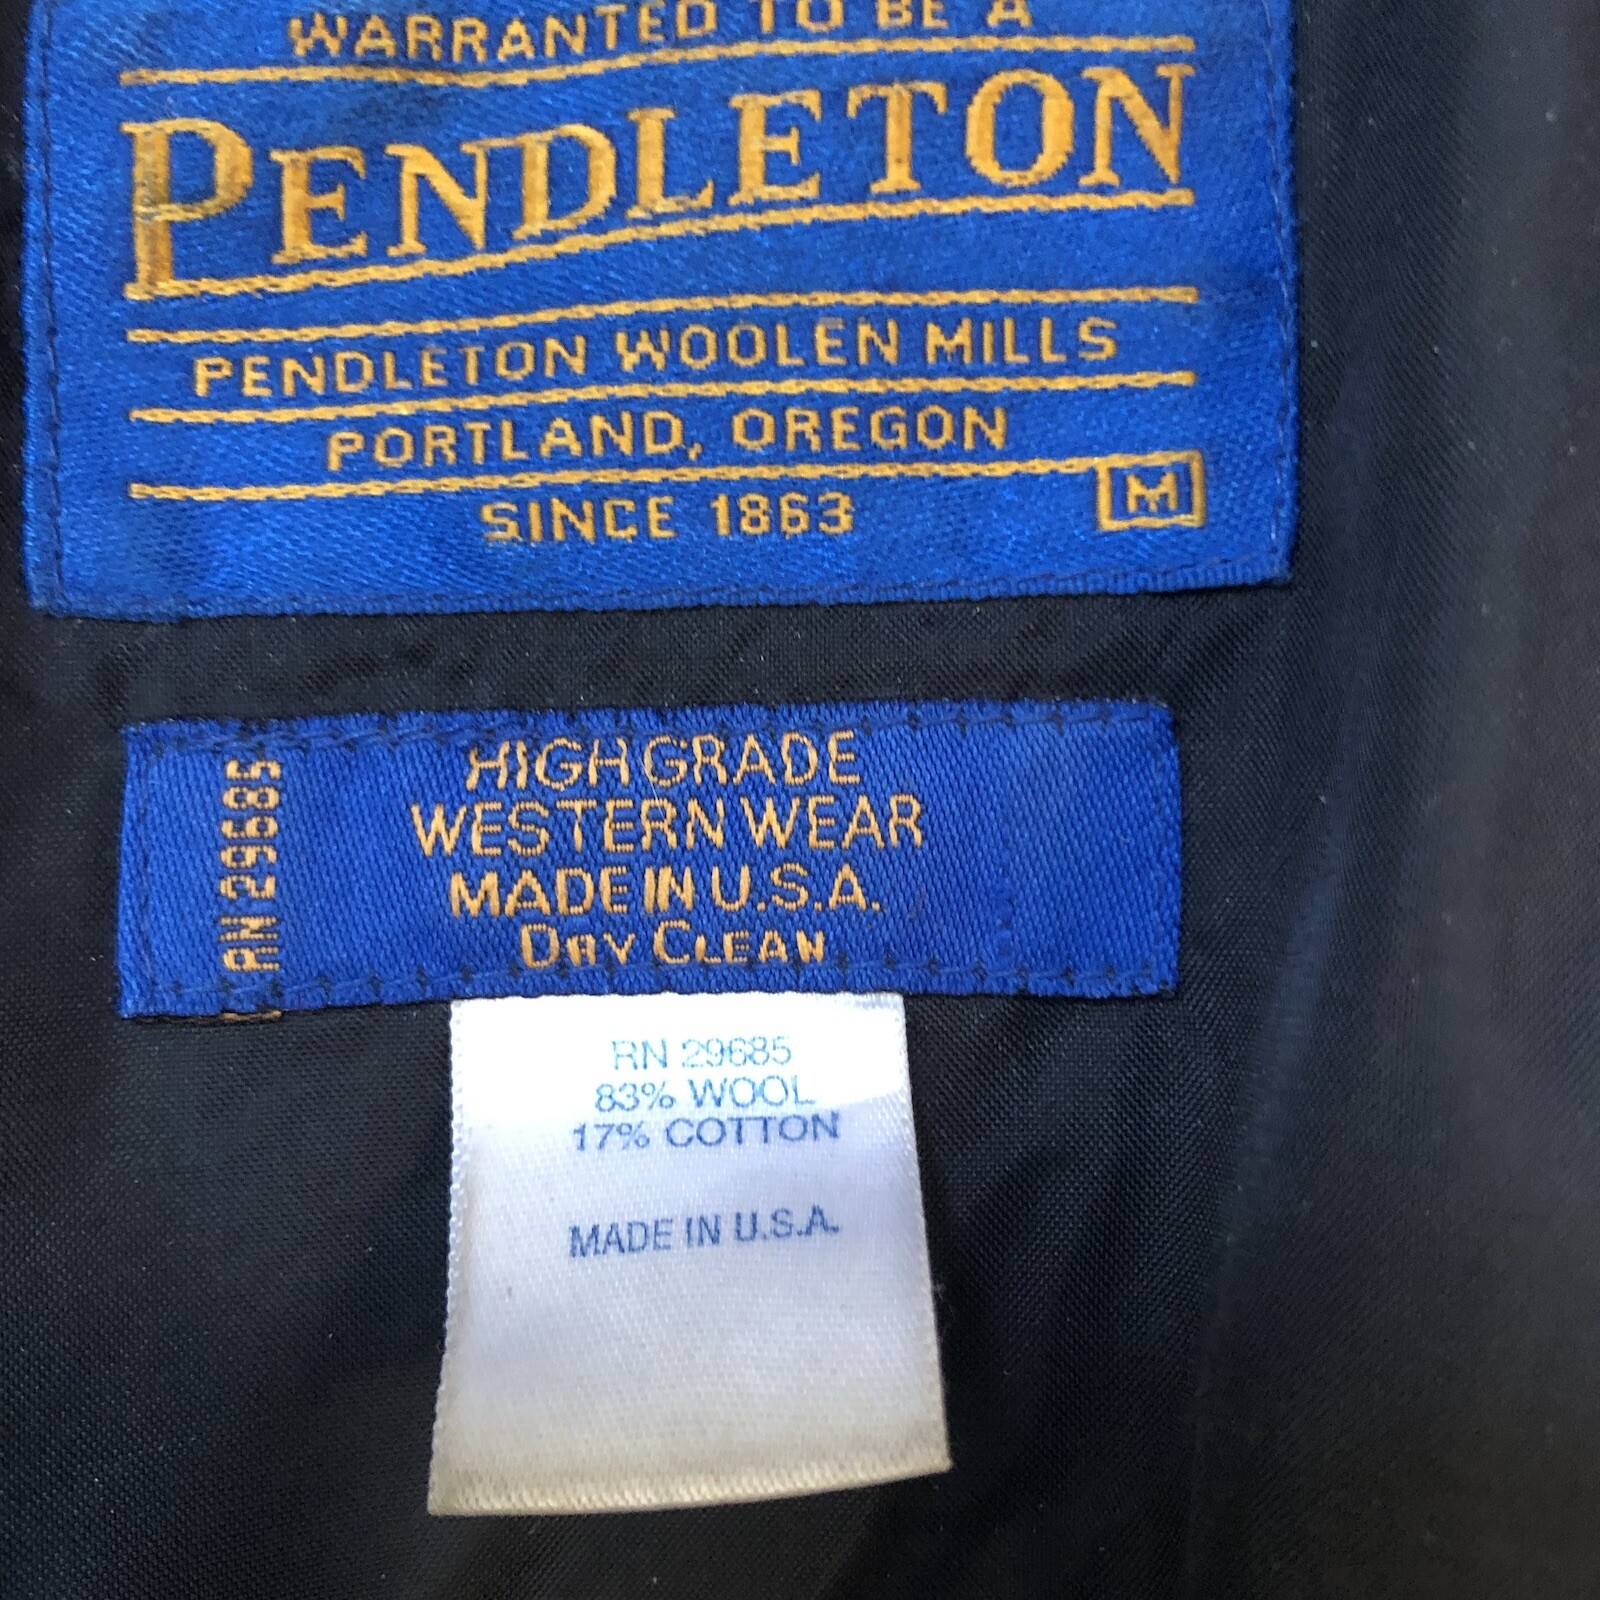 WARRANTED TO BE A
PENDLETON
PENDLETON WOOLEN MILLS
PORTLAND, OREGON
SINCE 1863
M
RN 29685
HIGH GRADE
WESTERN WEAR
MADE IN U.S.A.
DRY CLEAN
RN 29685
83% WOOL
17% COTTON
MADE IN U.S.A.